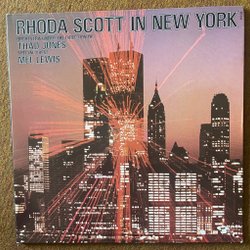 RHODA SCOTT IN NEW YORK
THAD JONES
MEL LEWIS